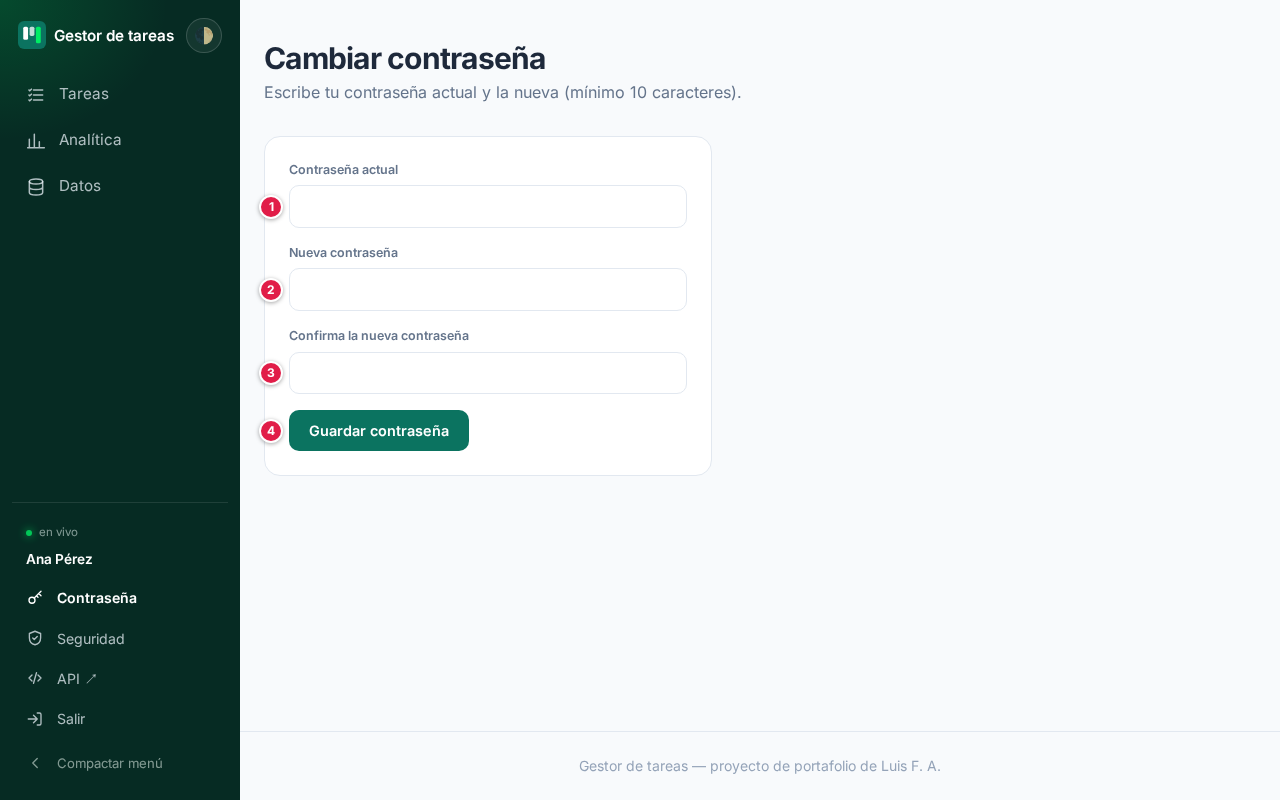 Gestor de tareas
Tareas
Analítica
Datos
en vivo
Ana Pérez
Contraseña
Seguridad
API ↗
Salir
Compactar menú
Cambiar contraseña
Escribe tu contraseña actual y la nueva (mínimo 10 caracteres).
Contraseña actual
1
Nueva contraseña
2
Confirma la nueva contraseña
3
4 Guardar contraseña
Gestor de tareas — proyecto de portafolio de Luis F. A.